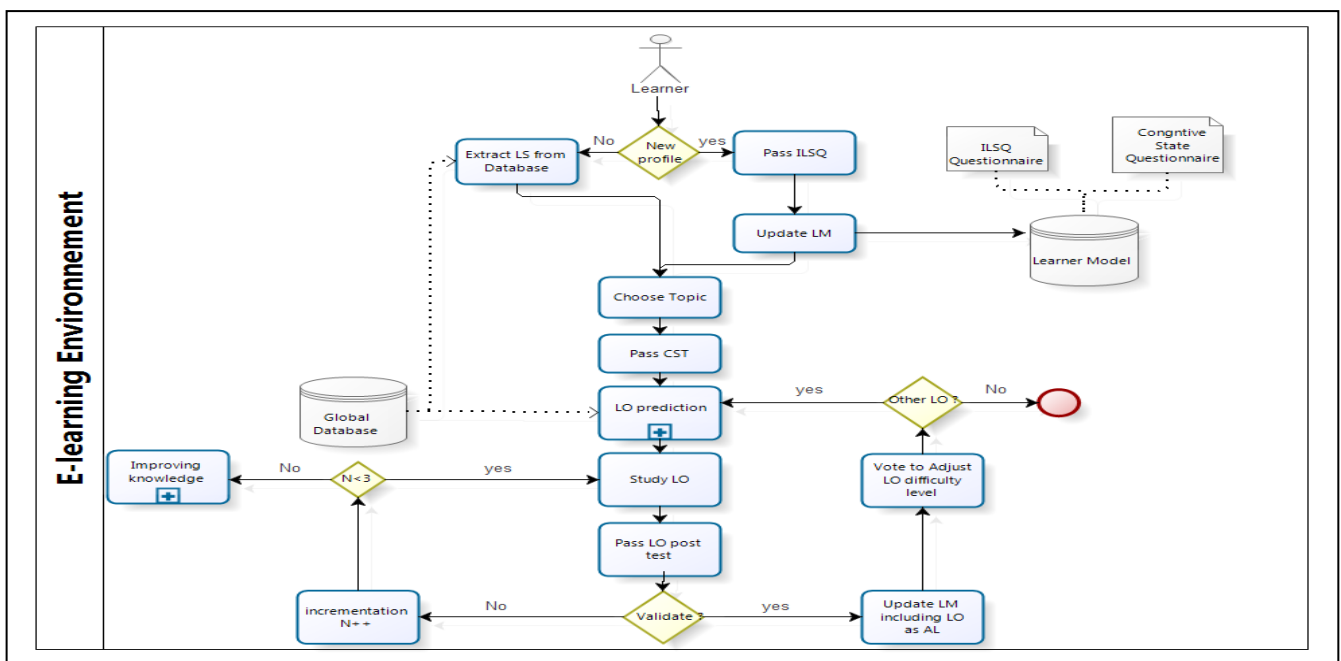 E-learning Environnement
Learner
No
New
profile
yes
Extract LS from
Database
Pass ILSQ
ILSQ
Questionnaire
Congntive
State
Questionnaire
Update LM
Learner Model
Choose Topic
Pass CST
Global
Database
LO prediction
yes
Other LO ?
No
Improving
knowledge
No
N<3
yes
Study LO
Vote to Adjust
LO difficulty
level
Pass LO post
test
incrementation
N++
No
Validate ?
yes
Update LM
including LO
as AL